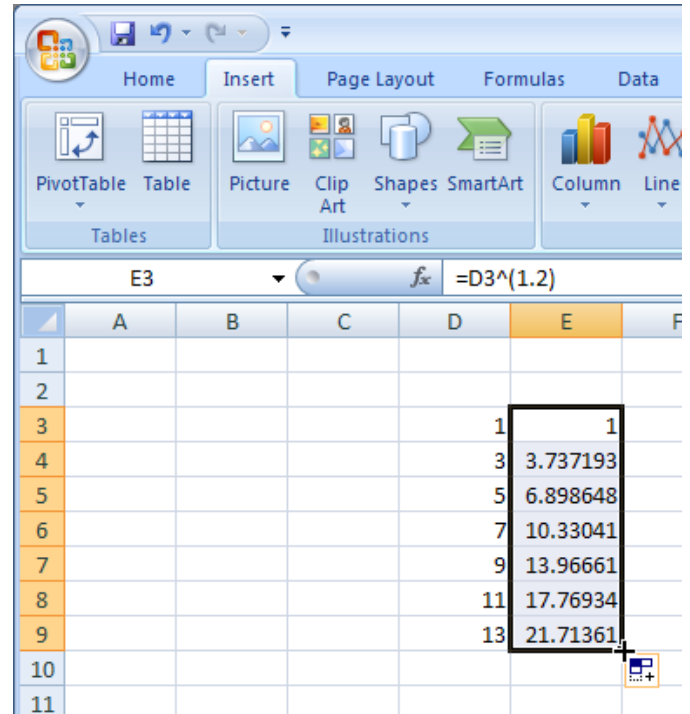 Home Insert Page Layout Formulas Data
PivotTable Table Picture Clip Art Shapes SmartArt Column Line
Tables Illustrations
E3 fx =D3^(1.2)
A B C D E F
1
2
3 1 1
4 3 3.737193
5 5 6.898648
6 7 10.33041
7 9 13.96661
8 11 17.76934
9 13 21.71361
10
11